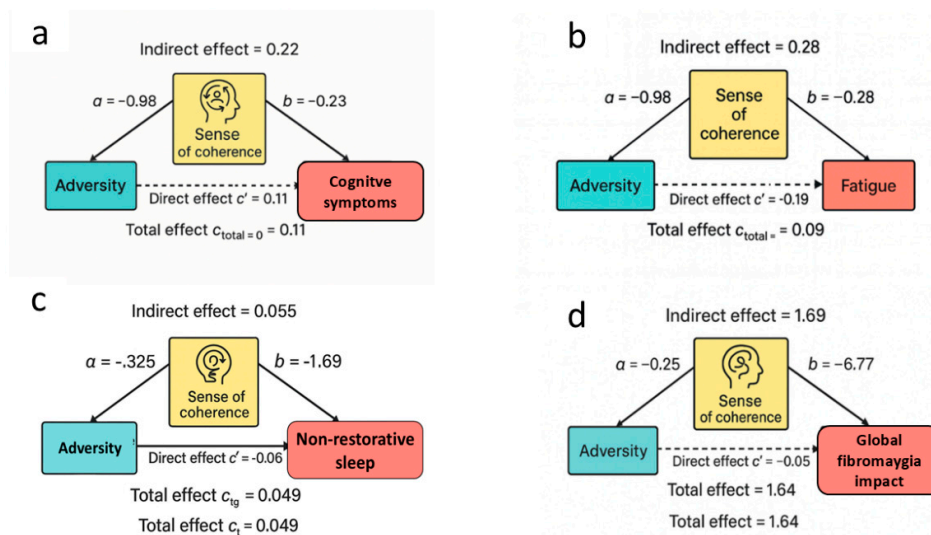 a
Indirect effect = 0.22
a = −0.98
b = −0.23
Sense
of coherence
Adversity
Cognitve
symptoms
Direct effect c' = 0.11
Total effect c total = 0 = 0.11
b
Indirect effect = 0.28
a = −0.98
b = −0.28
Sense
of
coherence
Adversity
Fatigue
Direct effect c' = -0.19
Total effect c total = = 0.09
c
Indirect effect = 0.055
a = -.325
b = -1.69
Sense of
coherence
Adversity
Non-restorative
sleep
Direct effect c' = -0.06
Total effect c tg = 0.049
Total effect c t = 0.049
d
Indirect effect = 1.69
a = −0.25
b = −6.77
Sense
of coherence
Adversity
Global
fibromaygia
impact
Direct effect c' = −0.05
Total effect = 1.64
Total effect = 1.64